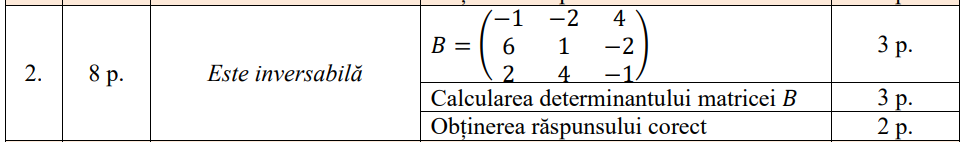 2. 8 p. Este inversabilă B = (−1 −2 4
6 1 −2
2 4 −1) 3 p.
Calcularea determinantului matricei B 3 p.
Obținerea răspunsului corect 2 p.